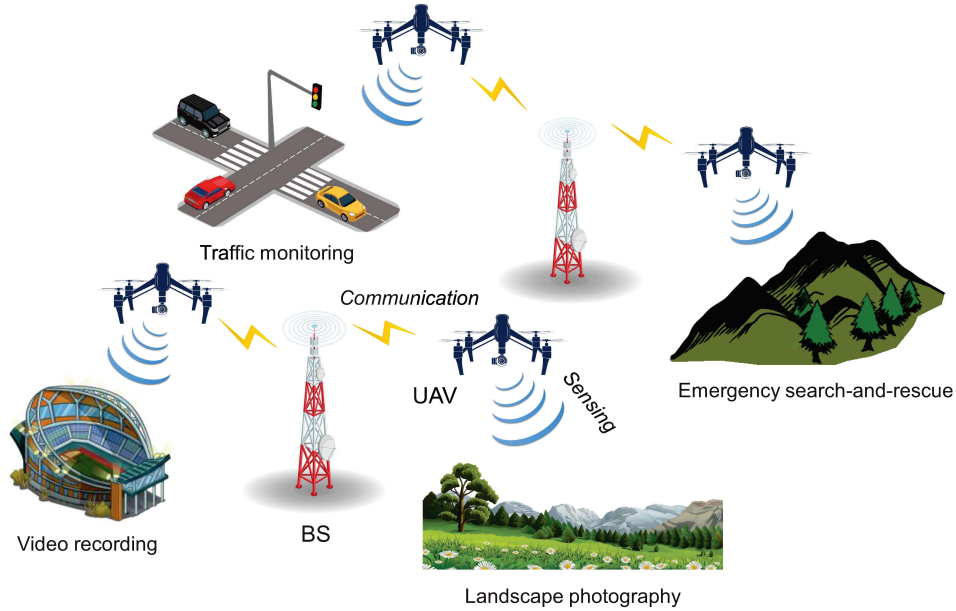 Traffic monitoring
Communication
UAV
Sensing
Emergency search-and-rescue
Video recording
BS
Landscape photography